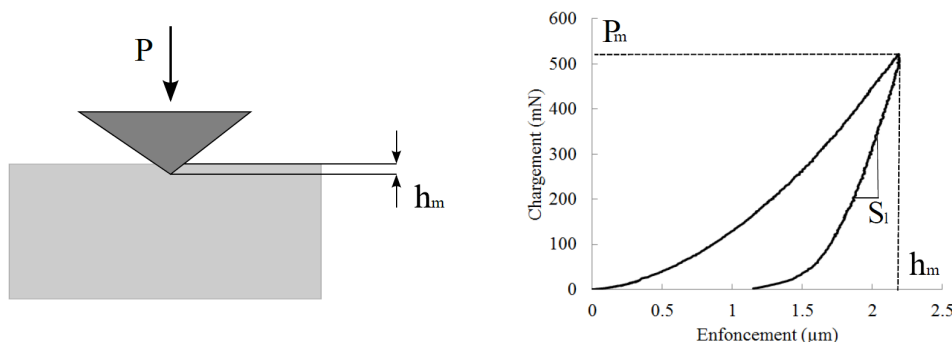 P
hm
Chargement (mN)
600
500
400
300
200
100
0
Pm
Sl
hm
0 0.5 1 1.5 2 2.5
Enfoncement (µm)